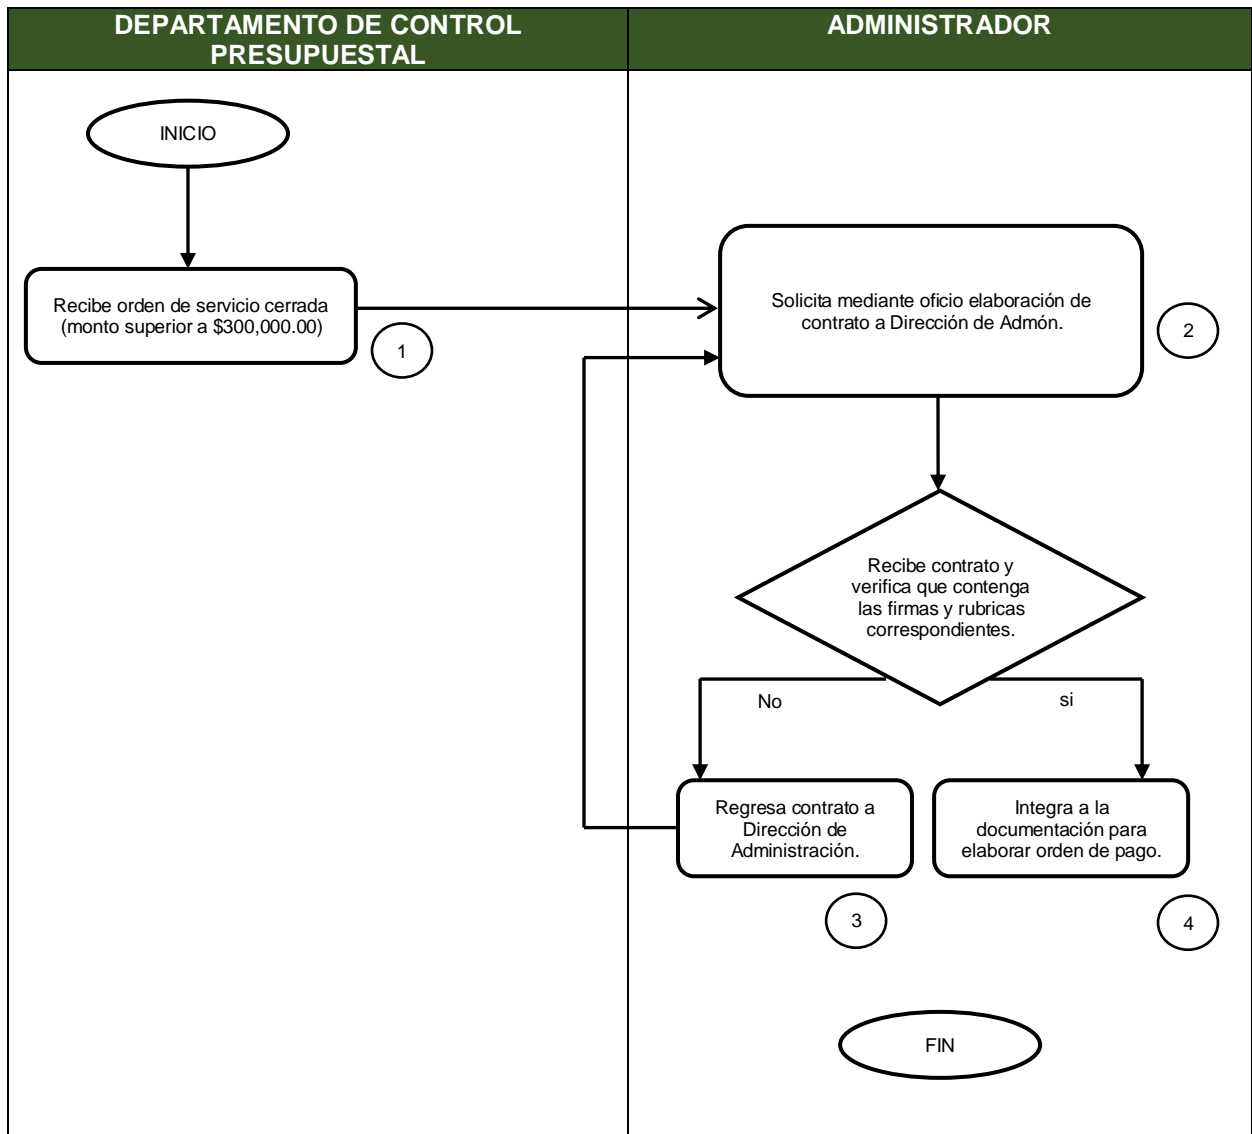 DEPARTAMENTO DE CONTROL
PRESUPUESTAL
ADMINISTRADOR
INICIO
Recibe orden de servicio cerrada
(monto superior a $300,000.00)
1
Solicita mediante oficio elaboración de
contrato a Dirección de Admón.
2
Recibe contrato y
verifica que contenga
las firmas y rubricas
correspondientes.
No
si
Regresa contrato a
Dirección de
Administración.
3
Integra a la
documentación para
elaborar orden de pago.
4
FIN